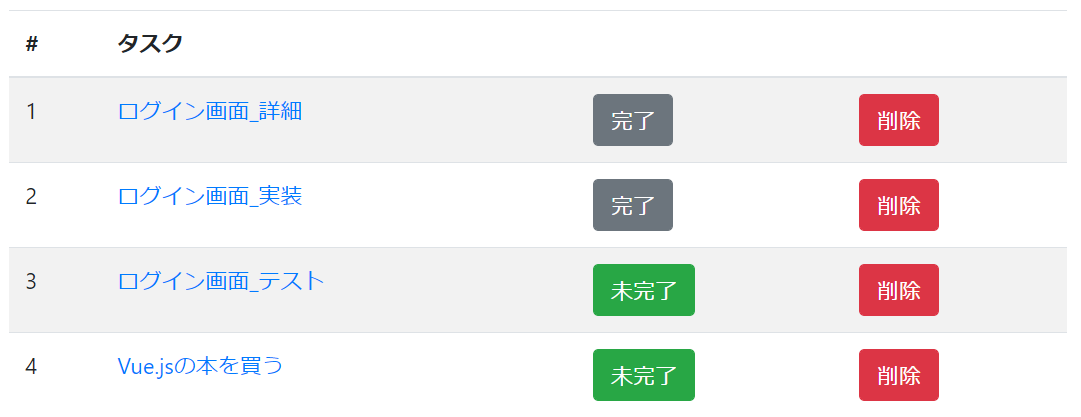 # タスク
1 ログイン画面_詳細 完了 削除
2 ログイン画面_実装 完了 削除
3 ログイン画面_テスト 未完了 削除
4 Vue.jsの本を買う 未完了 削除